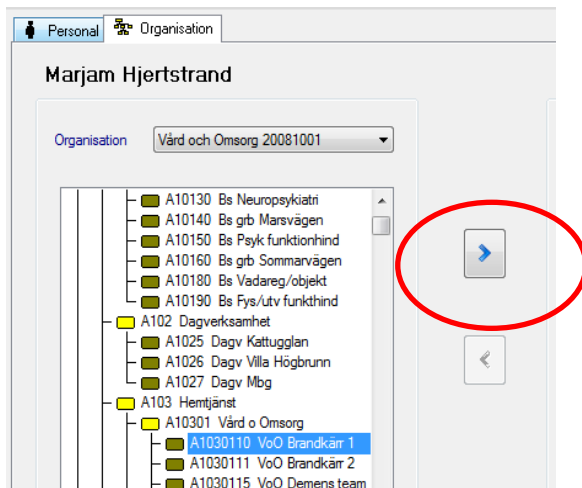 Personal Organisation
Marjam Hjertstrand
Organisation Vård och Omsorg 20081001
A10130 Bs Neuropsykiatri
A10140 Bs grb Marsvägen
A10150 Bs Psyk funktionhind
A10160 Bs grb Sommarvägen
A10180 Bs Vadareg/objekt
A10190 Bs Fys/utv funkthind
A102 Dagverksamhet
A1025 Dagv Kattugglan
A1026 Dagv Villa Högbrunn
A1027 Dagv Mbg
A103 Hemtjänst
A10301 Vård o Omsorg
A1030110 VoO Brandkärr 1
A1030111 VoO Brandkärr 2
A1030115 VoO Demens team